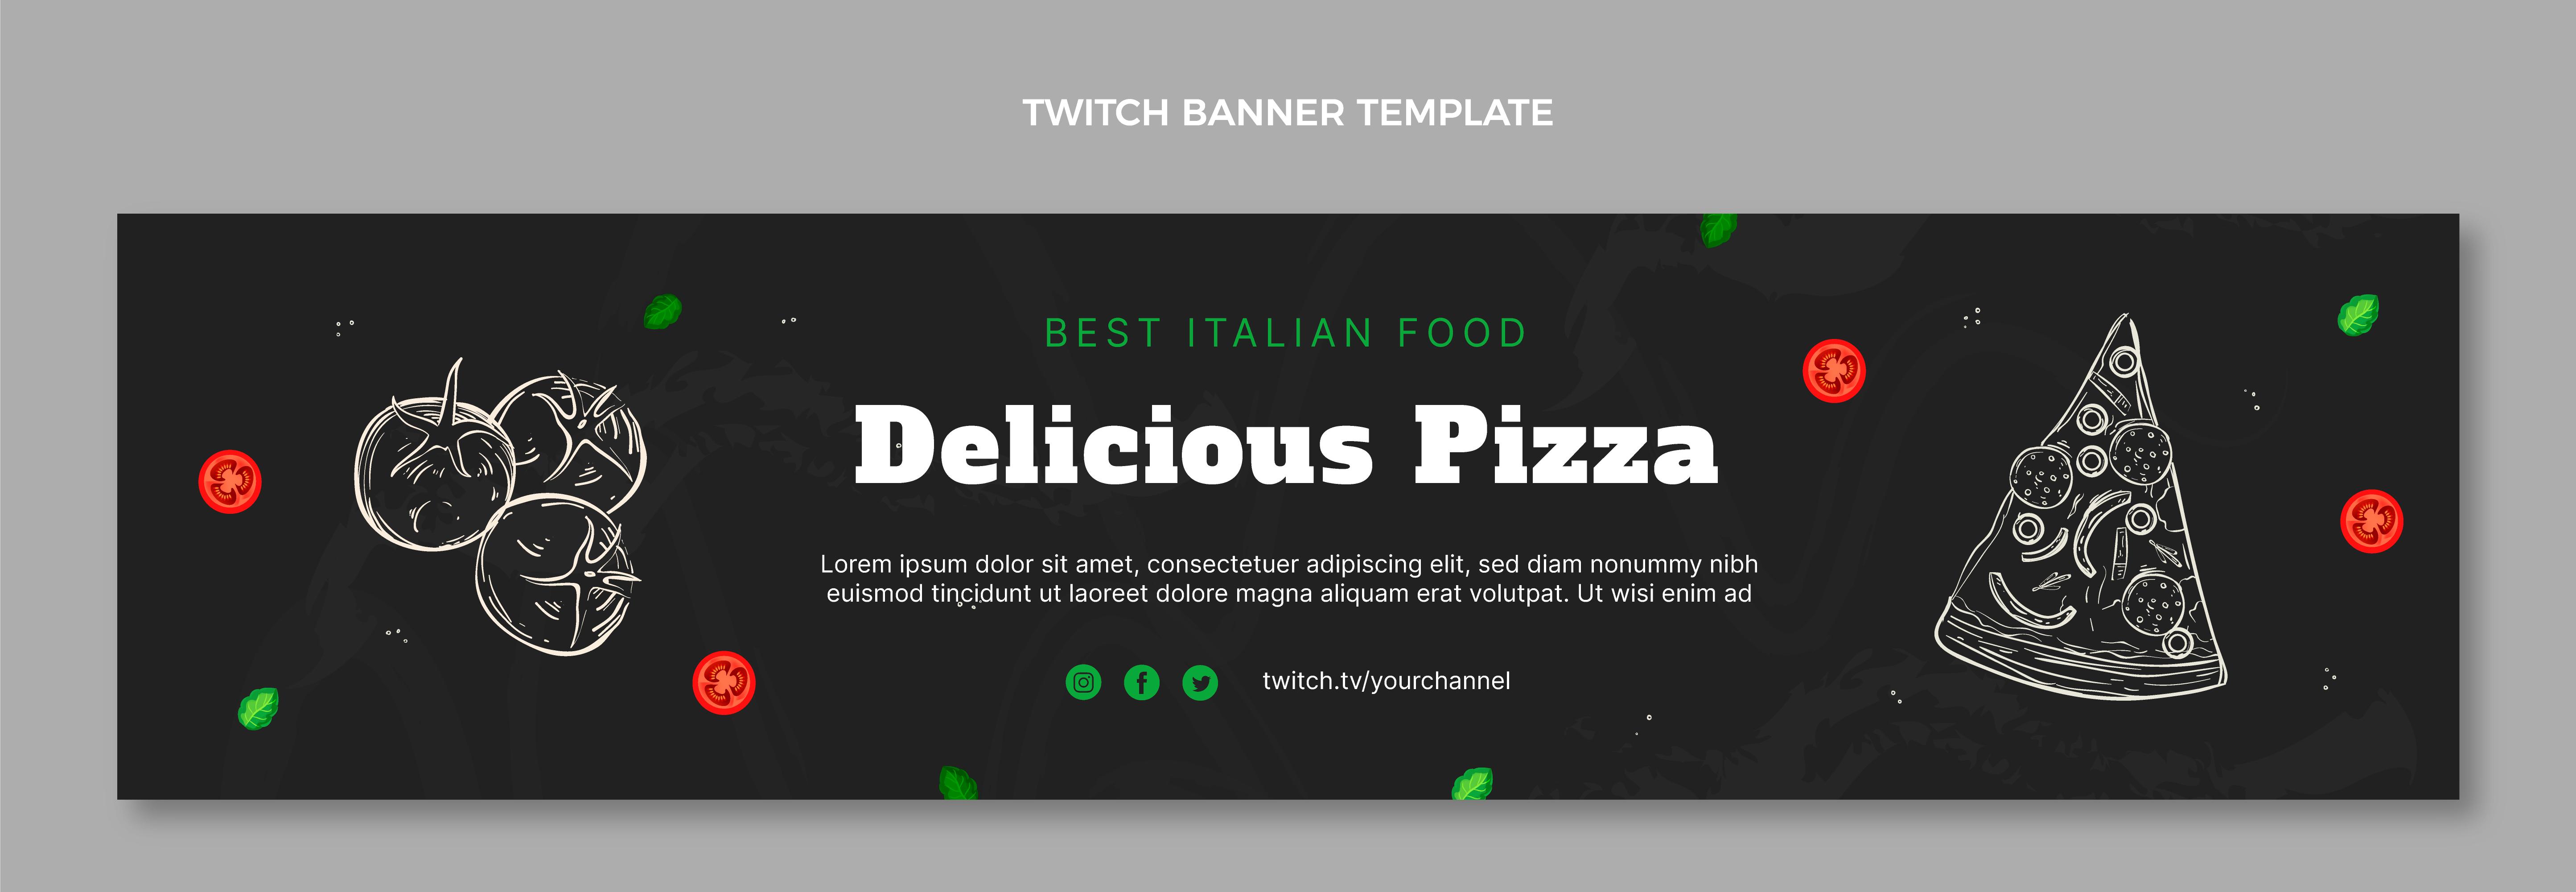 TWITCH BANNER TEMPLATE
BEST ITALIAN FOOD
Delicious Pizza
Lorem ipsum dolor sit amet, consectetuer adipiscing elit, sed diam nonummy nibh
euismod tincidunt ut laoreet dolore magna aliquam erat volutpat. Ut wisi enim ad
twitch.tv/yourchannel